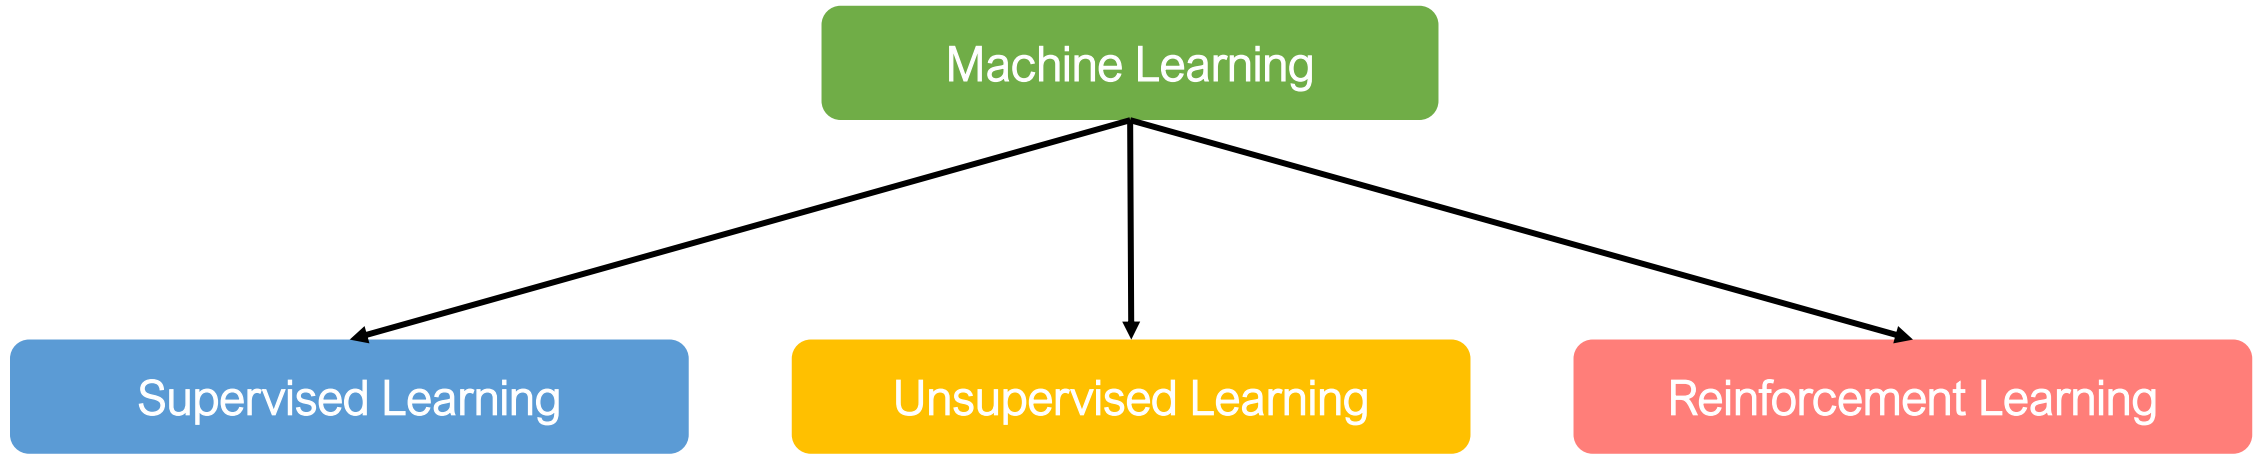 Machine Learning
Supervised Learning
Unsupervised Learning
Reinforcement Learning